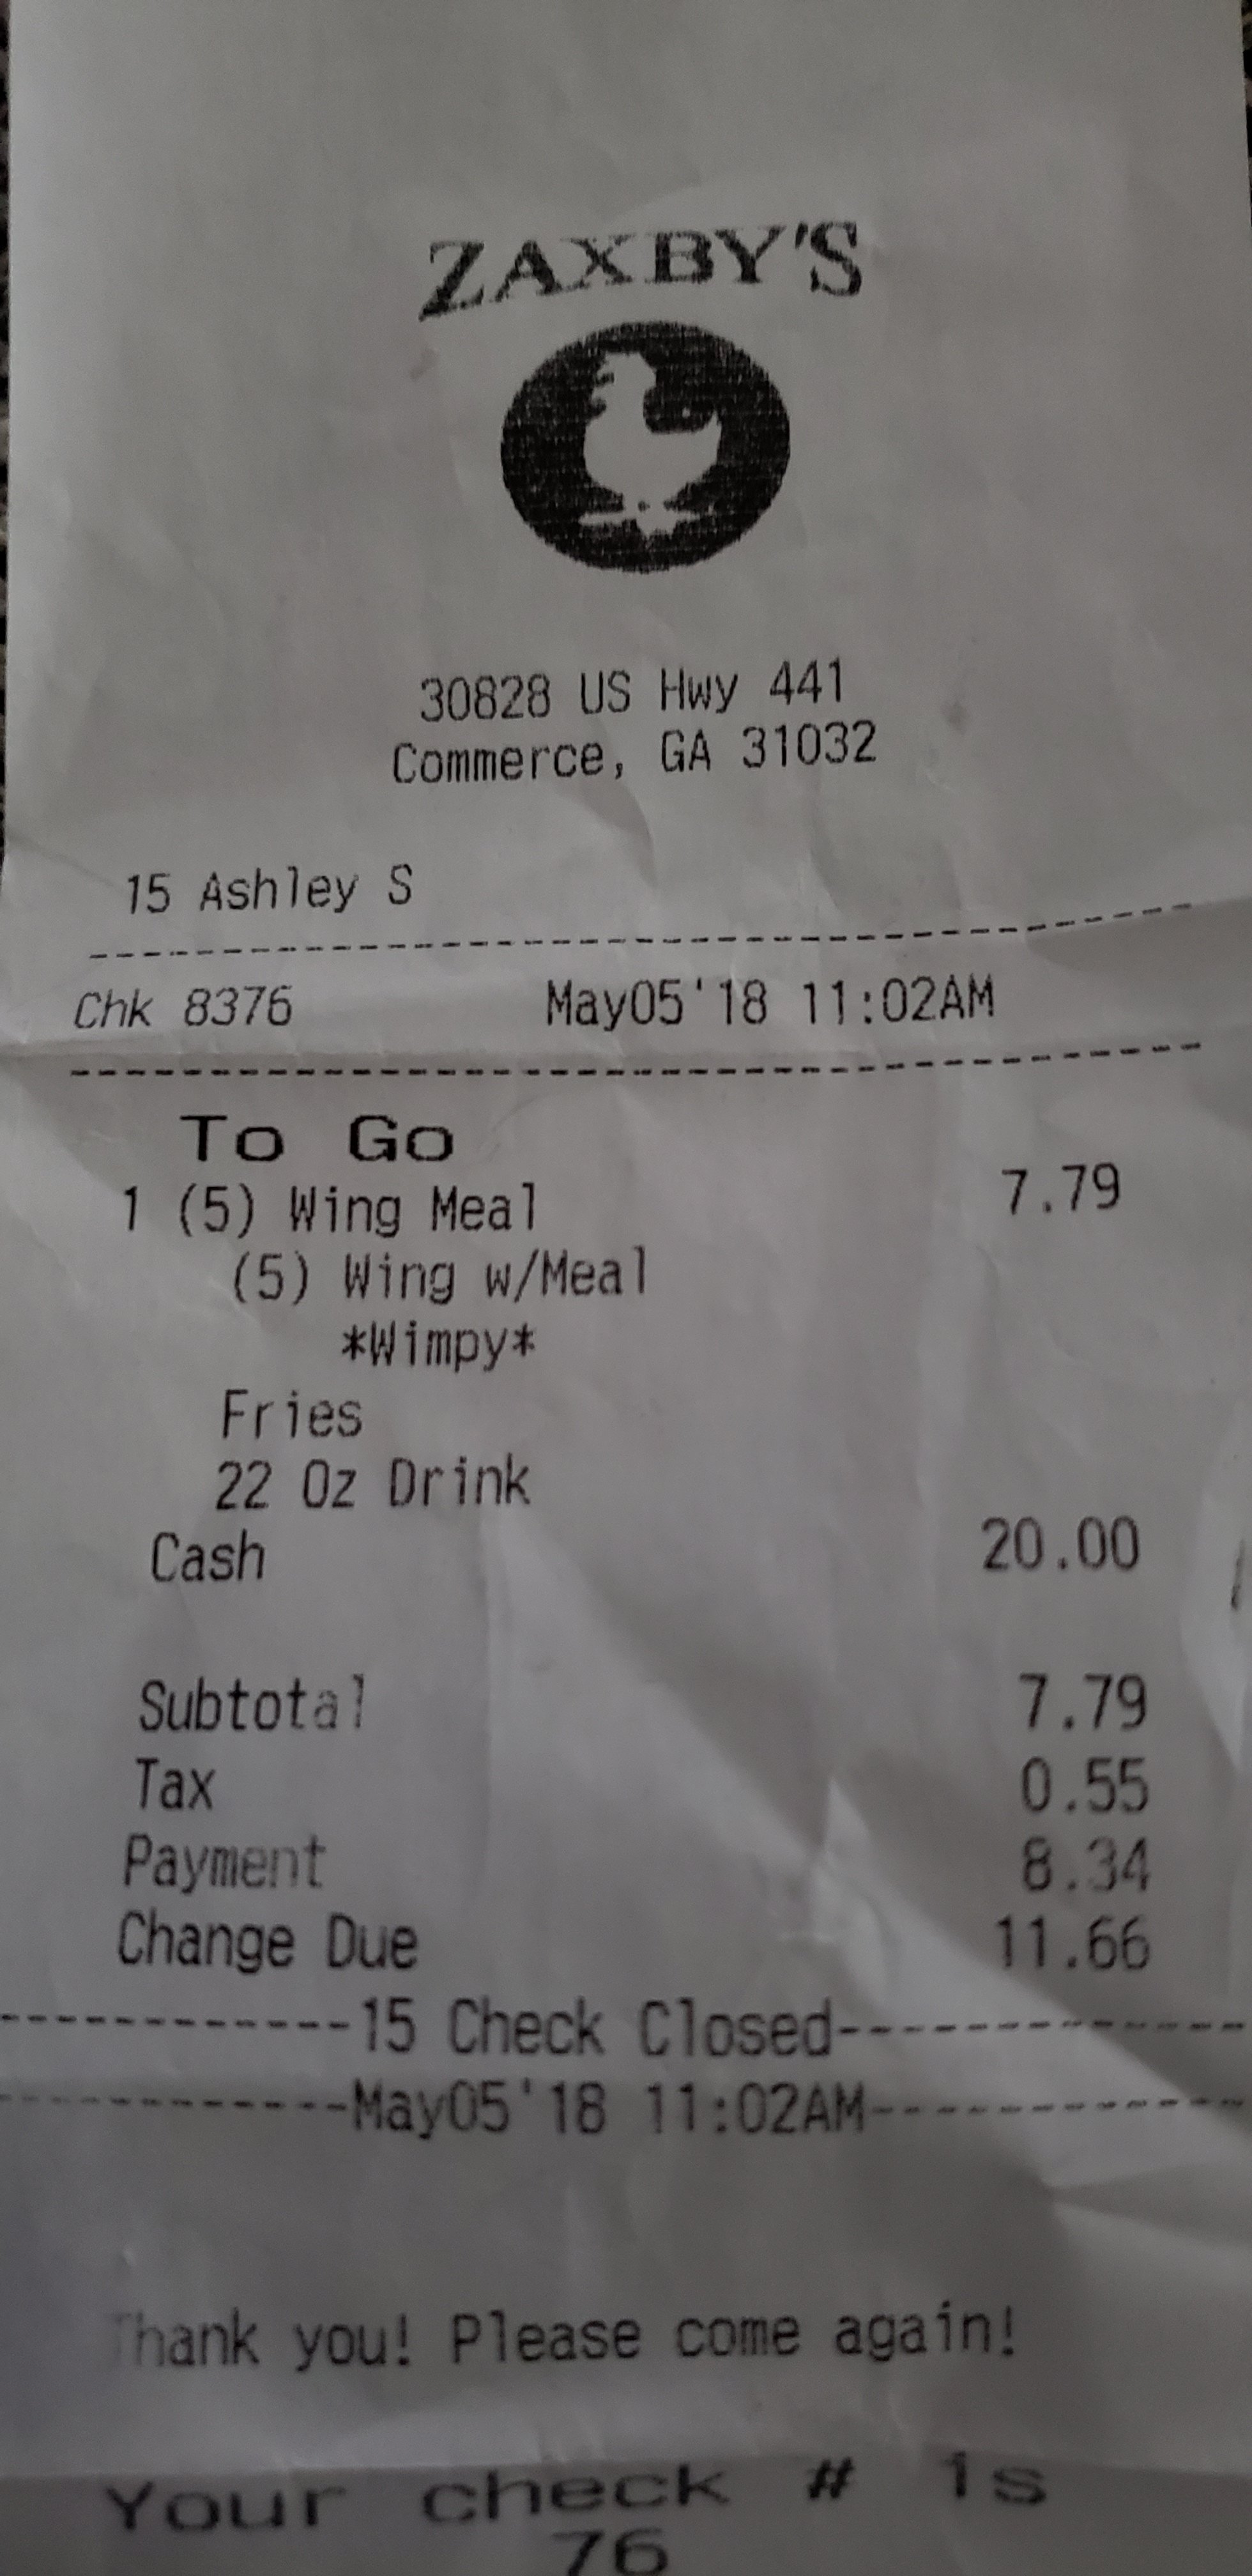 ZAXBY'S
30828 US Hwy 441
Commerce, GA 31032
15 Ashley S
Chk 8376 May05'18 11:02AM
To Go
1 (5) Wing Meal 7.79
(5) Wing w/Meal
*Wimpy*
Fries
22 Oz Drink
Cash 20.00
Subtotal 7.79
Tax 0.55
Payment 8.34
Change Due 11.66
------------15 Check Closed---------------
------------May05'18 11:02AM--------------
Thank you! Please come again!
Your check # is
76